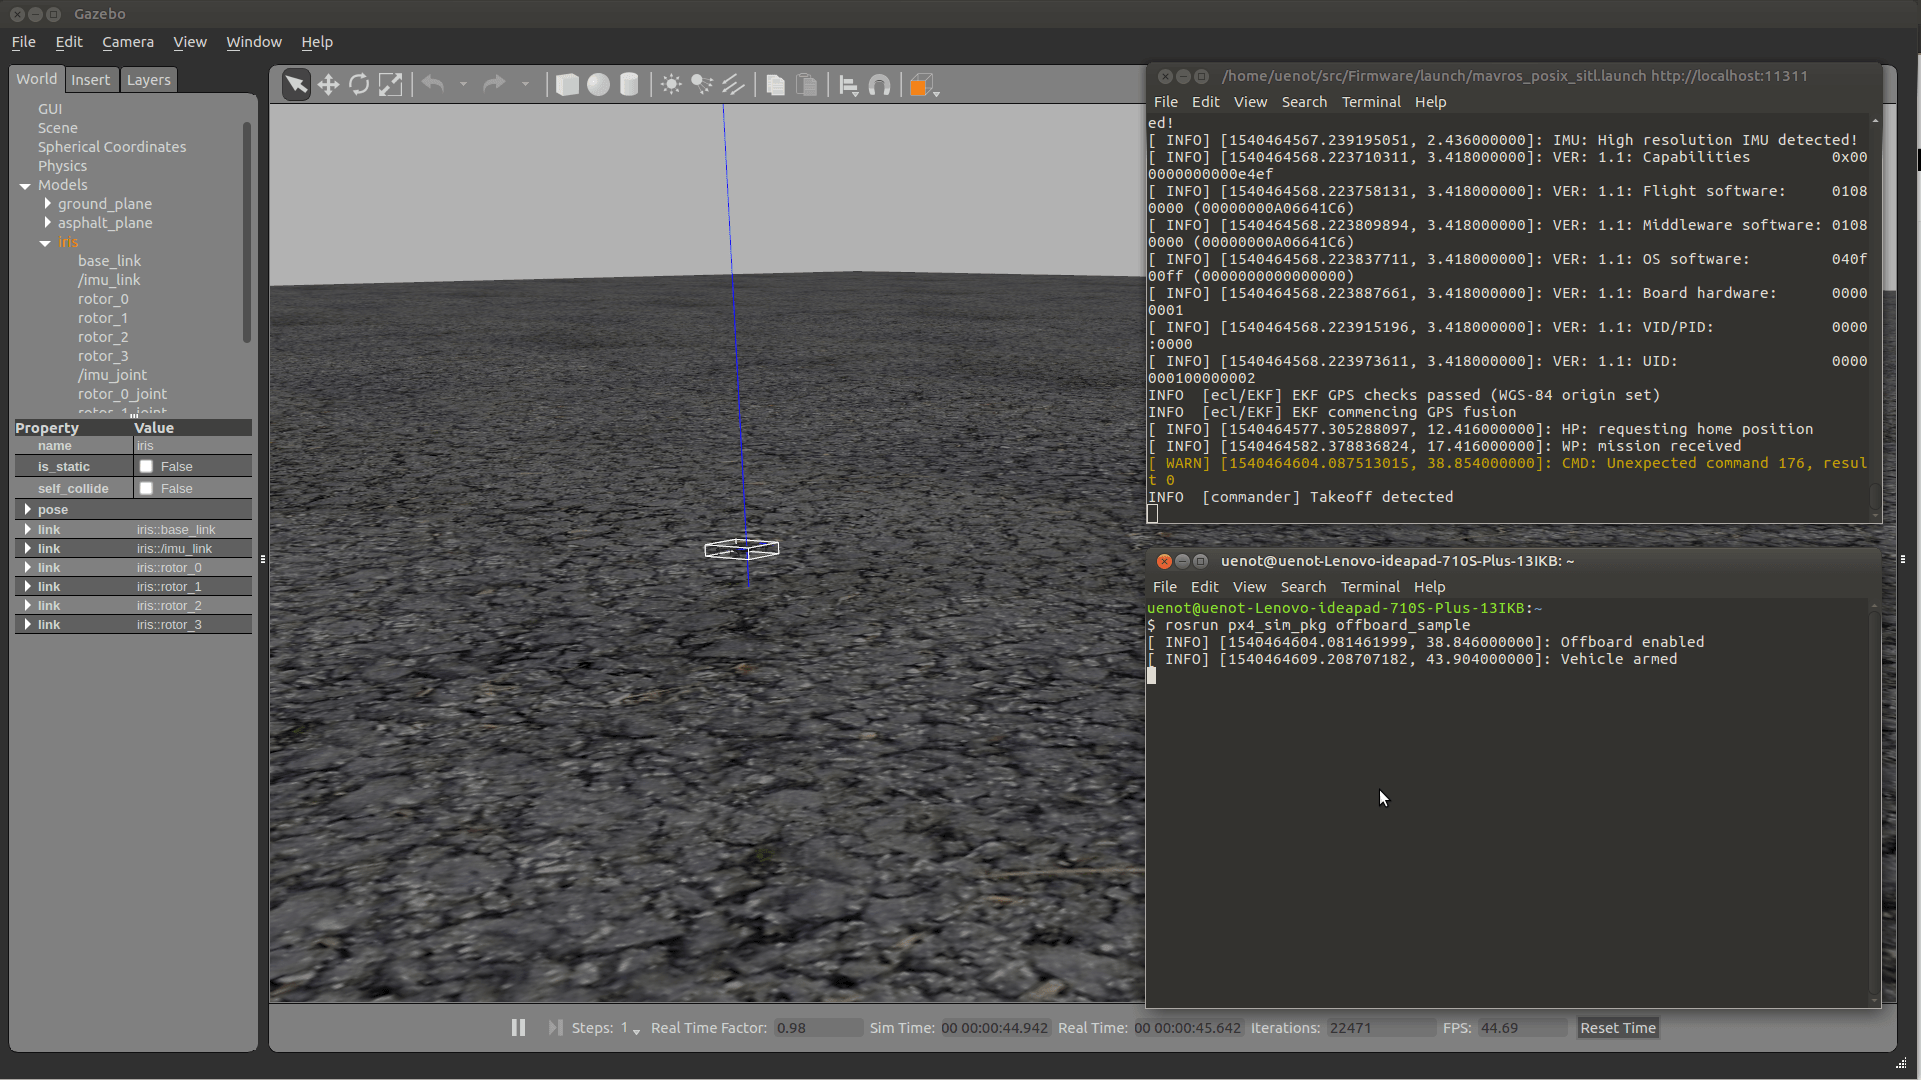 Gazebo
File Edit Camera View Window Help
World Insert Layers
GUI
Scene
Spherical Coordinates
Physics
Models
ground_plane
asphalt_plane
iris
base_link
/imu_link
rotor_0
rotor_1
rotor_2
rotor_3
/imu_joint
rotor_0_joint
rotor_1_joint
Property Value
name iris
is_static False
self_collide False
pose
link iris::base_link
link iris::/imu_link
link iris::rotor_0
link iris::rotor_1
link iris::rotor_2
link iris::rotor_3
/home/uenot/src/Firmware/launch/mavros_posix_sitl.launch http://localhost:11311
File Edit View Search Terminal Help
ed!
[ INFO] [1540464567.239195051, 2.436000000]: IMU: High resolution IMU detected!
[ INFO] [1540464568.223710311, 3.418000000]: VER: 1.1: Capabilities 0x00
0000000000e4ef
[ INFO] [1540464568.223758131, 3.418000000]: VER: 1.1: Flight software: 0108
0000 (00000000A06641C6)
[ INFO] [1540464568.223809894, 3.418000000]: VER: 1.1: Middleware software: 0108
0000 (00000000A06641C6)
[ INFO] [1540464568.223837711, 3.418000000]: VER: 1.1: OS software: 040f
00ff (0000000000000000)
[ INFO] [1540464568.223887661, 3.418000000]: VER: 1.1: Board hardware: 0000
0001
[ INFO] [1540464568.223915196, 3.418000000]: VER: 1.1: VID/PID: 0000
:0000
[ INFO] [1540464568.223973611, 3.418000000]: VER: 1.1: UID: 0000
000100000002
INFO [ecl/EKF] EKF GPS checks passed (WGS-84 origin set)
INFO [ecl/EKF] EKF commencing GPS fusion
[ INFO] [1540464577.305288097, 12.416000000]: HP: requesting home position
[ INFO] [1540464582.378836824, 17.416000000]: WP: mission received
[ WARN] [1540464604.087513015, 38.854000000]: CMD: Unexpected command 176, resul
t 0
INFO [commander] Takeoff detected
uenot@uenot-Lenovo-ideapad-710S-Plus-13IKB: ~
File Edit View Search Terminal Help
uenot@uenot-Lenovo-ideapad-710S-Plus-13IKB:~
$ rosrun px4_sim_pkg offboard_sample
[ INFO] [1540464604.081461999, 38.846000000]: Offboard enabled
[ INFO] [1540464609.208707182, 43.904000000]: Vehicle armed
Steps: 1 Real Time Factor: 0.98 Sim Time: 00 00:00:44.942 Real Time: 00 00:00:45.642 Iterations: 22471 FPS: 44.69 Reset Time